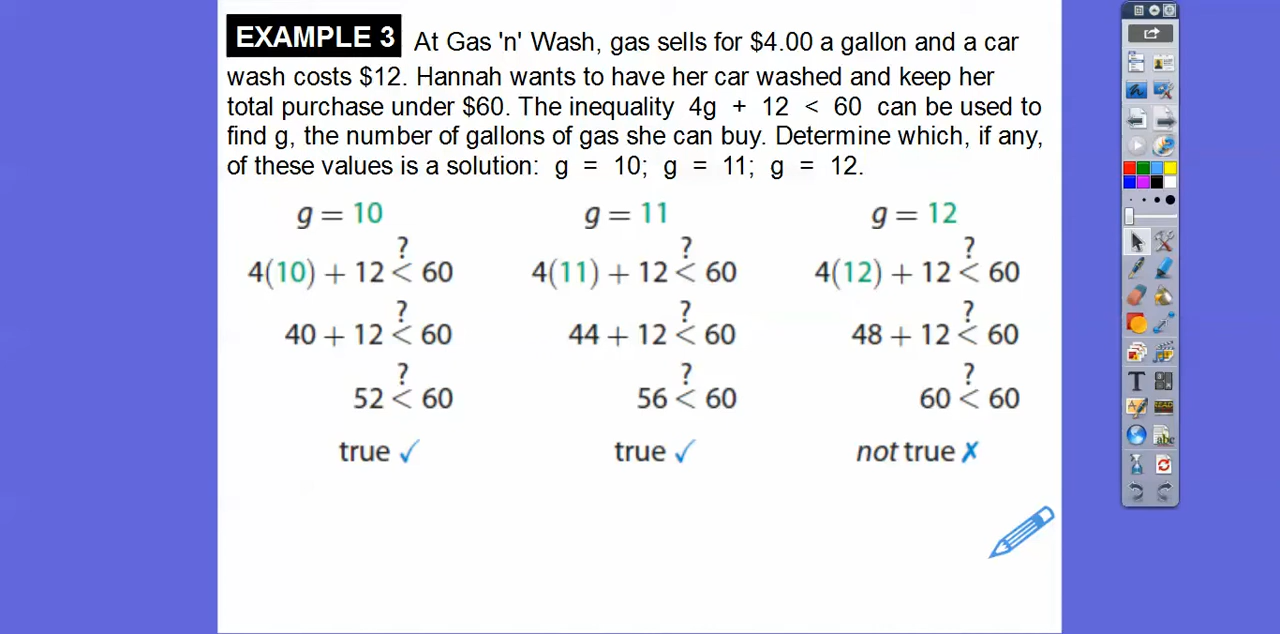 EXAMPLE 3 At Gas 'n' Wash, gas sells for $4.00 a gallon and a car
wash costs $12. Hannah wants to have her car washed and keep her
total purchase under $60. The inequality 4g + 12 < 60 can be used to
find g, the number of gallons of gas she can buy. Determine which, if any,
of these values is a solution: g = 10; g = 11; g = 12.
g = 10
?
4(10) + 12 < 60
?
40 + 12 < 60
?
52 < 60
true ✓
g = 11
?
4(11) + 12 < 60
?
44 + 12 < 60
?
56 < 60
true ✓
g = 12
?
4(12) + 12 < 60
?
48 + 12 < 60
?
60 < 60
not true ✗
T